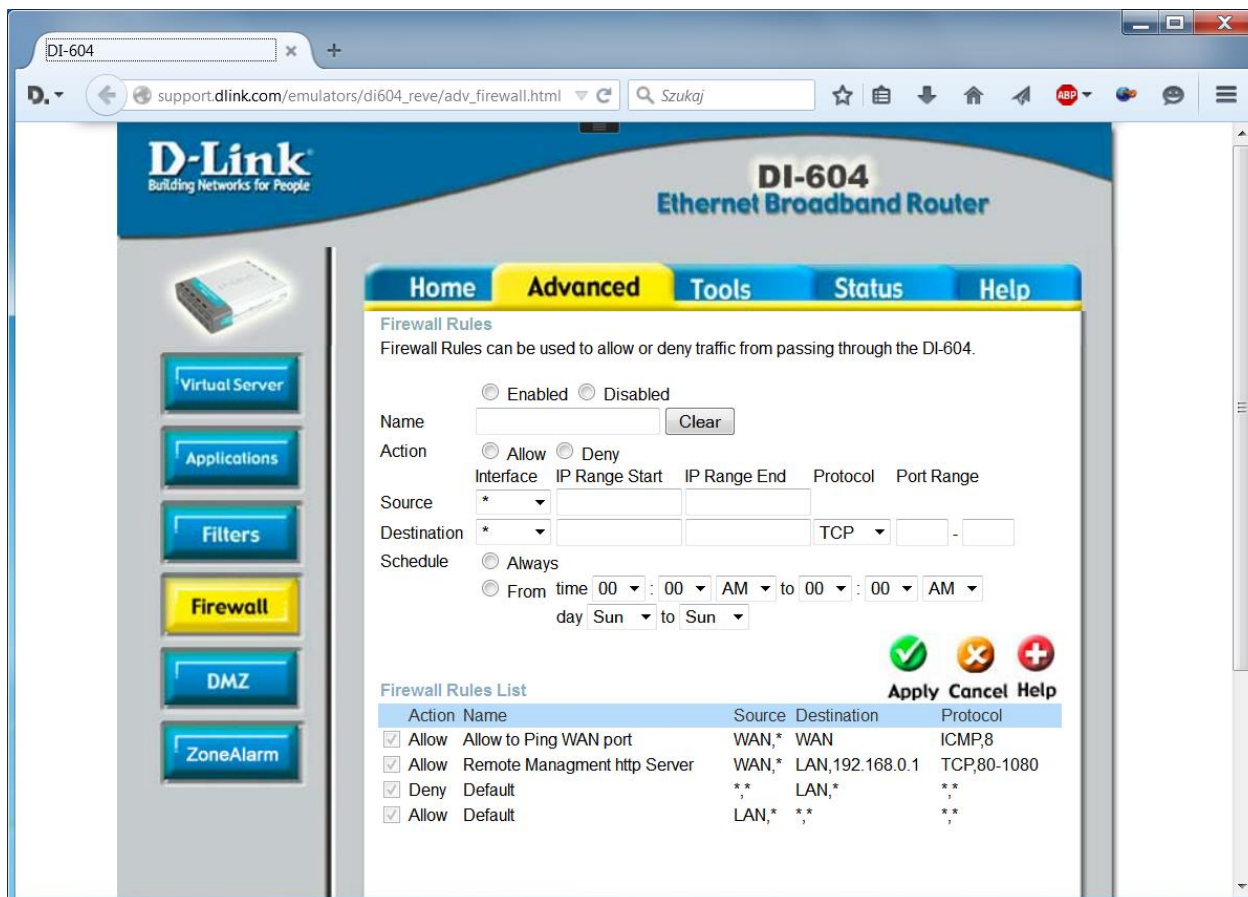 DI-604
support.dlink.com/emulators/di604_reve/adv_firewall.html
Szukaj
ABP
D-Link
Building Networks for People
DI-604
Ethernet Broadband Router
Home Advanced Tools Status Help
Firewall Rules
Firewall Rules can be used to allow or deny traffic from passing through the DI-604.
Enabled Disabled
Name Clear
Action Allow Deny
Interface IP Range Start IP Range End Protocol Port Range
Source *
Destination * TCP -
Schedule Always
From time 00 : 00 AM to 00 : 00 AM
day Sun to Sun
Apply Cancel Help
Virtual Server
Applications
Filters
Firewall
DMZ
ZoneAlarm
Firewall Rules List
Action Name Source Destination Protocol
Allow Allow to Ping WAN port WAN,* WAN ICMP,8
Allow Remote Managment http Server WAN,* LAN,192.168.0.1 TCP,80-1080
Deny Default *,* LAN,* *,*
Allow Default LAN,* *,* *,*